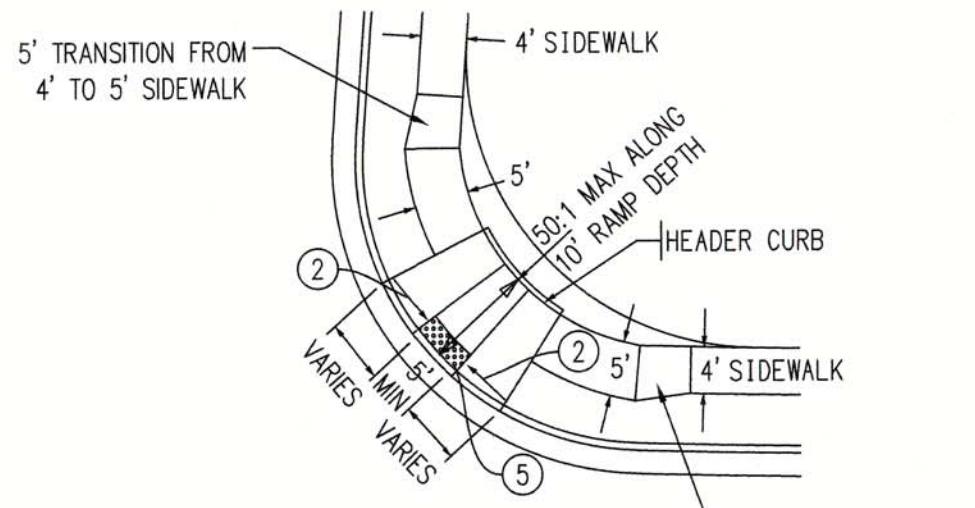 5' TRANSITION FROM
4' TO 5' SIDEWALK
4' SIDEWALK
5'
50:1 MAX ALONG
10' RAMP DEPTH
HEADER CURB
2
2
5'
4' SIDEWALK
VARIES
5'
MIN
VARIES
5